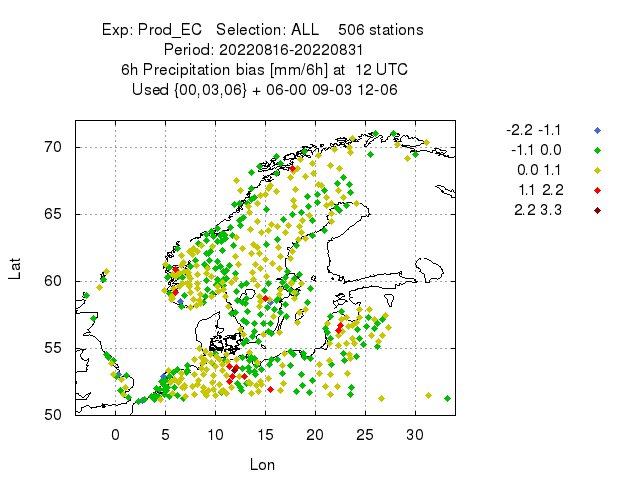 Exp: Prod_EC   Selection: ALL    506 stations
Period: 20220816-20220831
6h Precipitation bias [mm/6h] at  12 UTC
Used {00,03,06} + 06-00 09-03 12-06
-2.2 -1.1
-1.1 0.0
0.0 1.1
1.1 2.2
2.2 3.3
70
65
60
55
50
Lat
0 5 10 15 20 25 30
Lon